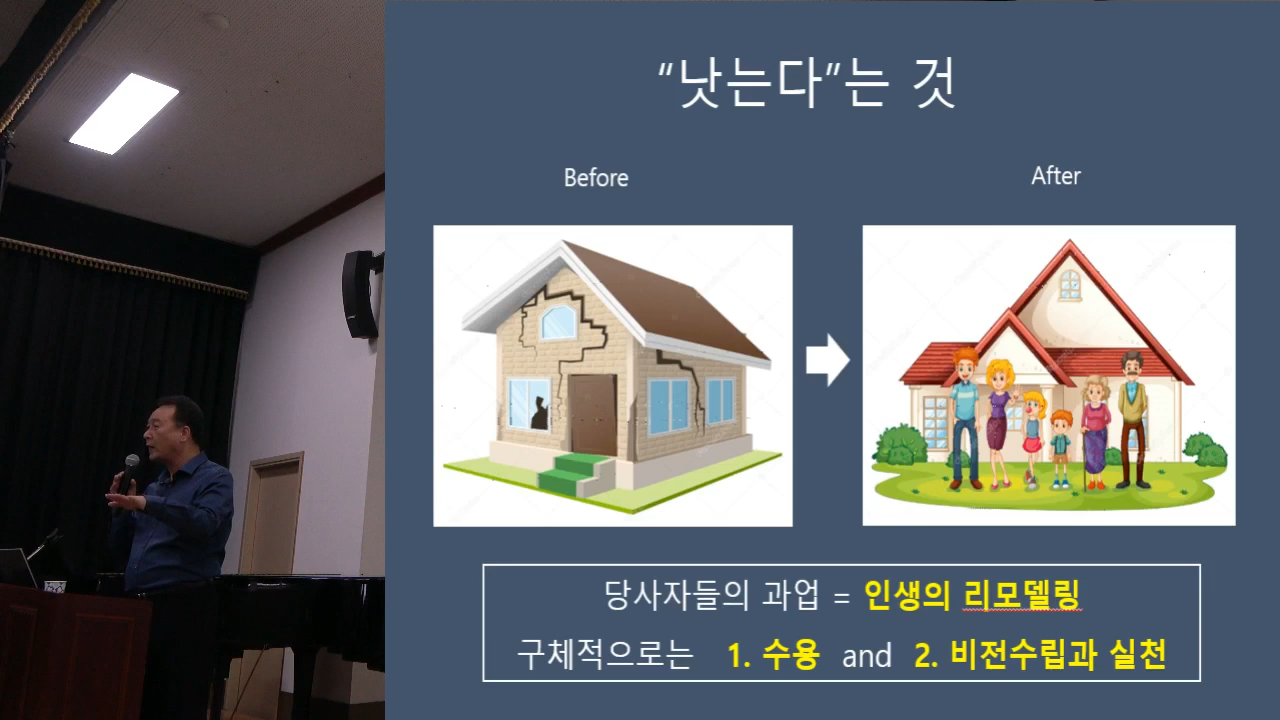 “낫는다”는 것
Before
After
당사자들의 과업 = 인생의 리모델링
구체적으로는 1. 수용 and 2. 비전수립과 실천